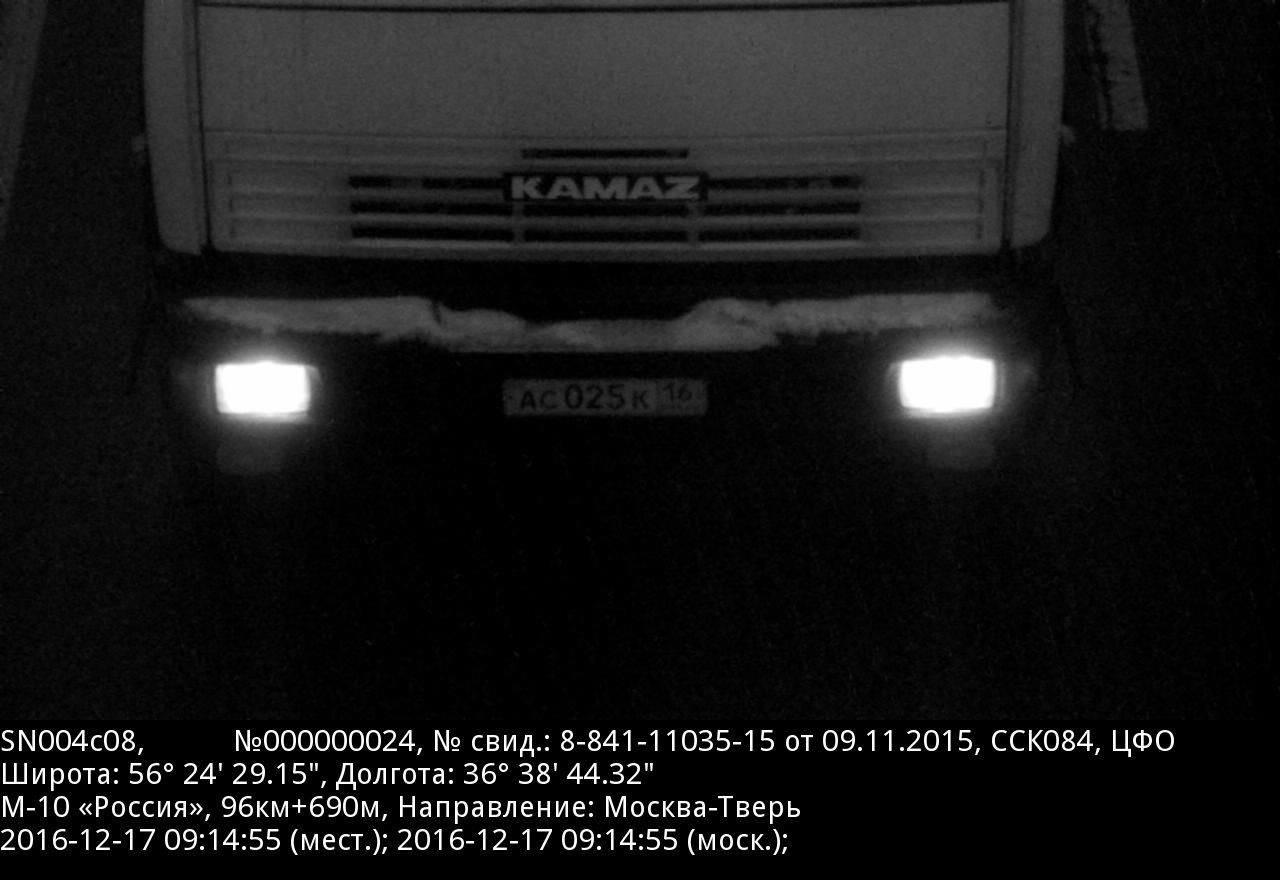 KAMAZ
АС 025 К 16
SN004c08, №000000024, № свид.: 8-841-11035-15 от 09.11.2015, ССК084, ЦФО
Широта: 56° 24' 29.15", Долгота: 36° 38' 44.32"
М-10 «Россия», 96км+690м, Направление: Москва-Тверь
2016-12-17 09:14:55 (мест.); 2016-12-17 09:14:55 (моск.);